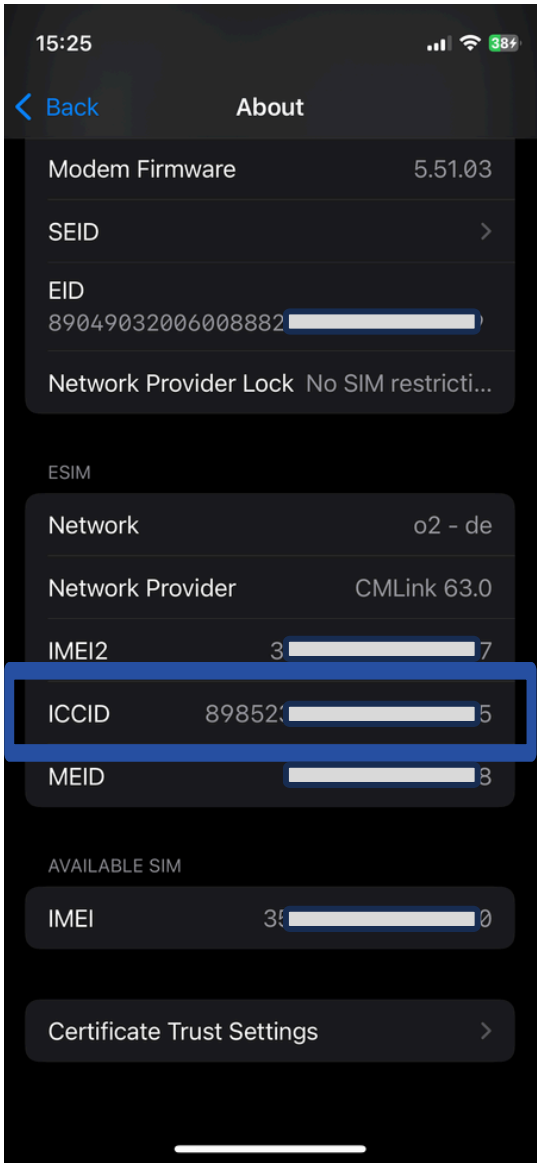 15:25
38
Back
About
Modem Firmware 5.51.03
SEID
EID
89049032006008882
Network Provider Lock No SIM restricti...
ESIM
Network o2 - de
Network Provider CMLink 63.0
IMEI2 3 7
ICCID 89852 5
MEID 8
AVAILABLE SIM
IMEI 35 0
Certificate Trust Settings